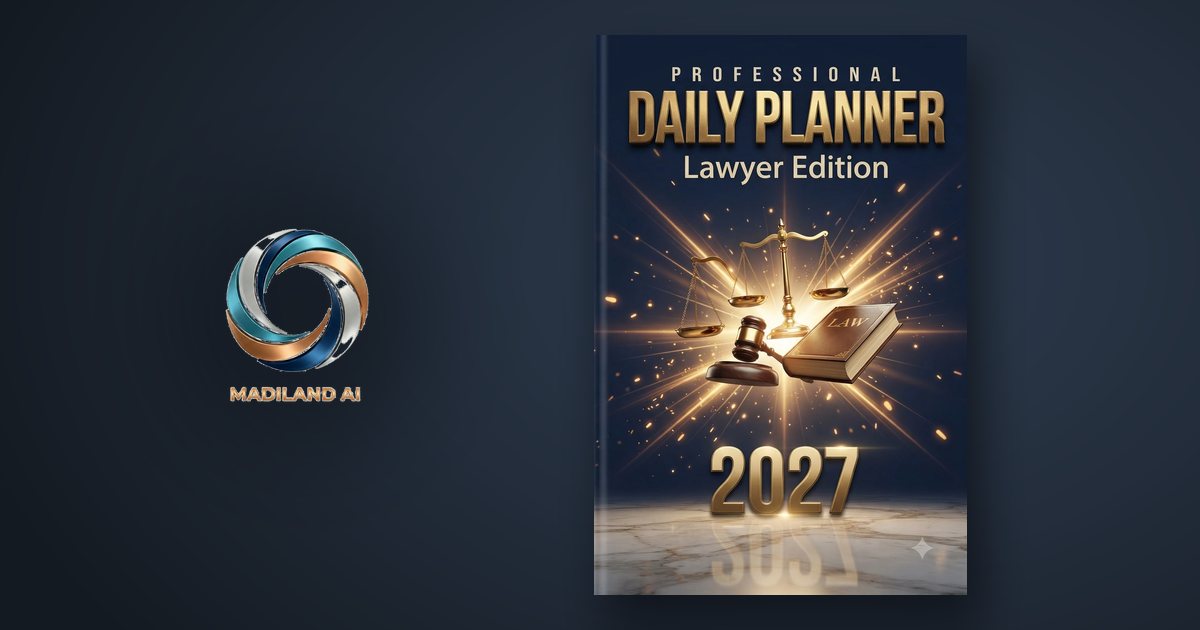 MADILAND AI
PROFESSIONAL
DAILY PLANNER
Lawyer Edition
LAW
2027